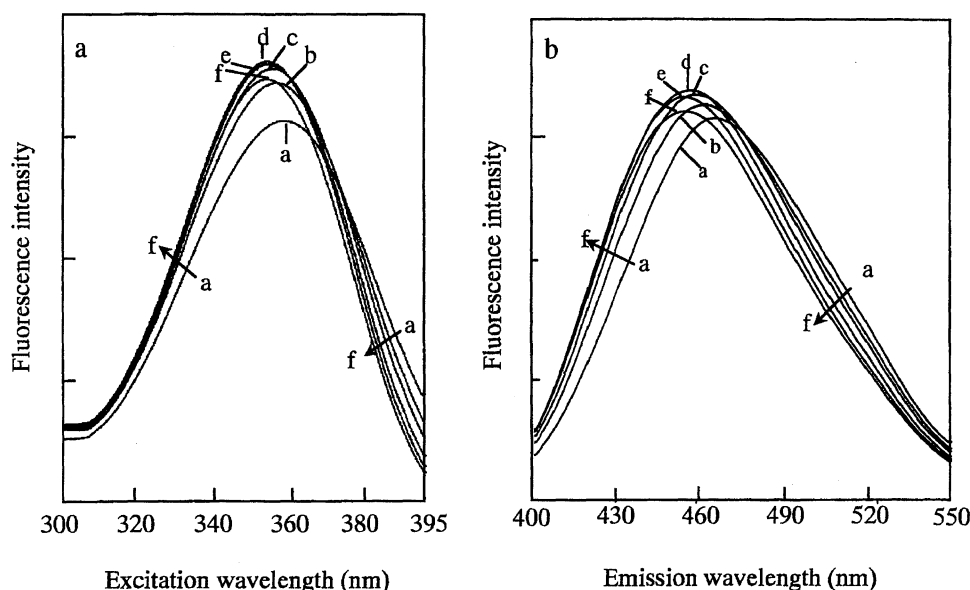 a
d
c
e
b
f
a
f
a
a
f
Fluorescence intensity
300 320 340 360 380 395
Excitation wavelength (nm)
b
d
c
e
f
b
a
f
a
a
f
Fluorescence intensity
400 430 460 490 520 550
Emission wavelength (nm)